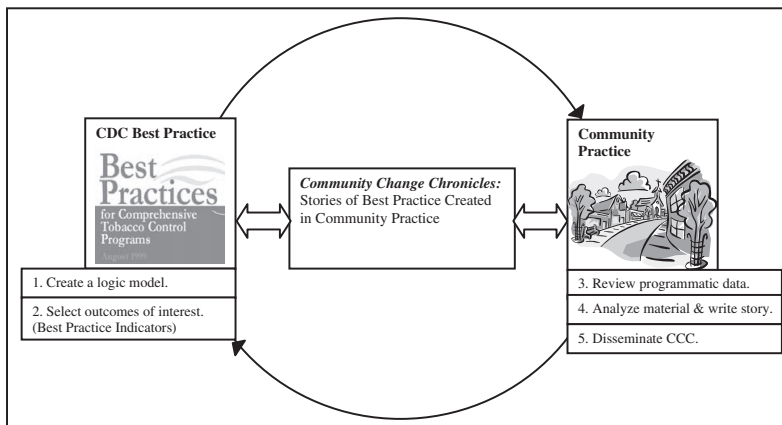 CDC Best Practice
Best
Practices
for Comprehensive
Tobacco Control
Programs
August 1999
1. Create a logic model.
2. Select outcomes of interest.
(Best Practice Indicators)
Community Change Chronicles:
Stories of Best Practice Created
in Community Practice
Community
Practice
3. Review programmatic data.
4. Analyze material & write story.
5. Disseminate CCC.